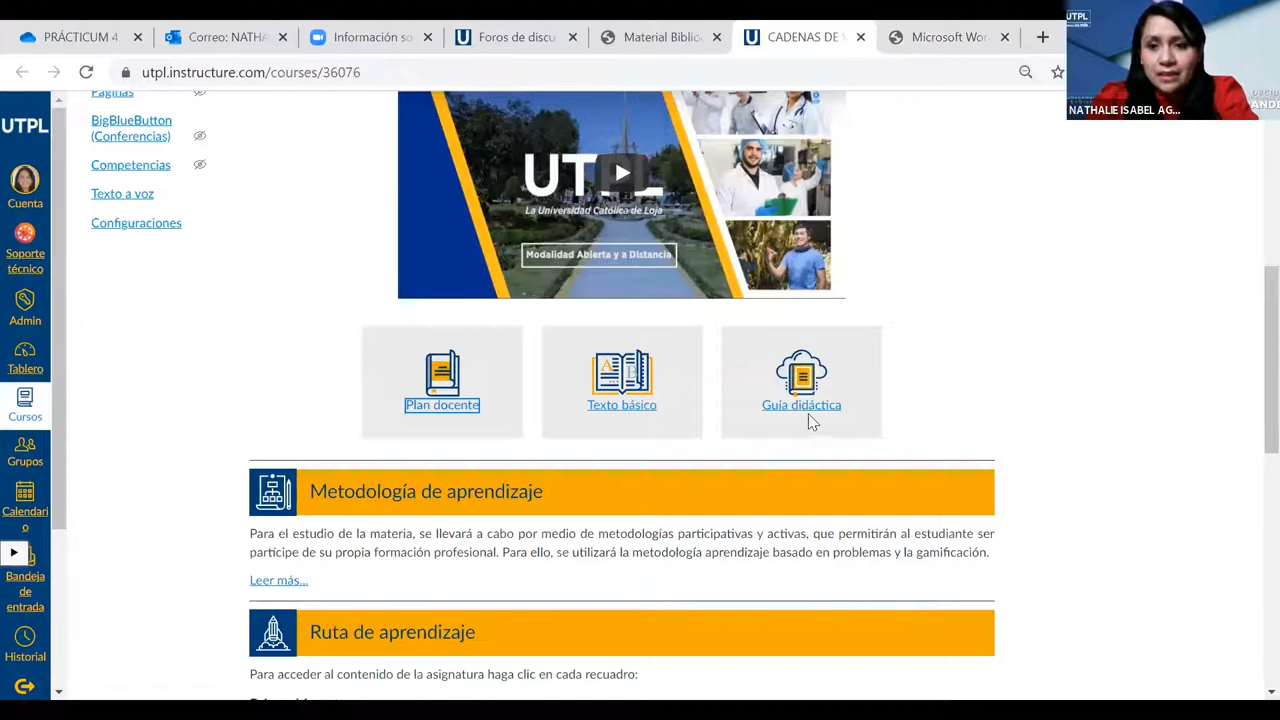 PRÁCTICUM 4.
Correo: NATHA
Información so
Foros de discu
Material Biblio
CADENAS DE
Microsoft Wor
UTPL
utpl.instructure.com/courses/36076
NATHALIE ISABEL AG...
DECID
ANDE
Páginas
BigBlueButton
(Conferencias)
Competencias
Texto a voz
Configuraciones
UTPL
Cuenta
Soporte
técnico
Admin
Tablero
Cursos
Grupos
Calendari
o
Bandeja
de
entrada
Historial
UTPL
La Universidad Católica de Loja
Modalidad Abierta y a Distancia
Plan docente
A B
Texto básico
Guía didáctica
Metodología de aprendizaje
Para el estudio de la materia, se llevará a cabo por medio de metodologías participativas y activas, que permitirán al estudiante ser
partícipe de su propia formación profesional. Para ello, se utilizará la metodología aprendizaje basado en problemas y la gamificación.
Leer más...
Ruta de aprendizaje
Para acceder al contenido de la asignatura haga clic en cada recuadro: